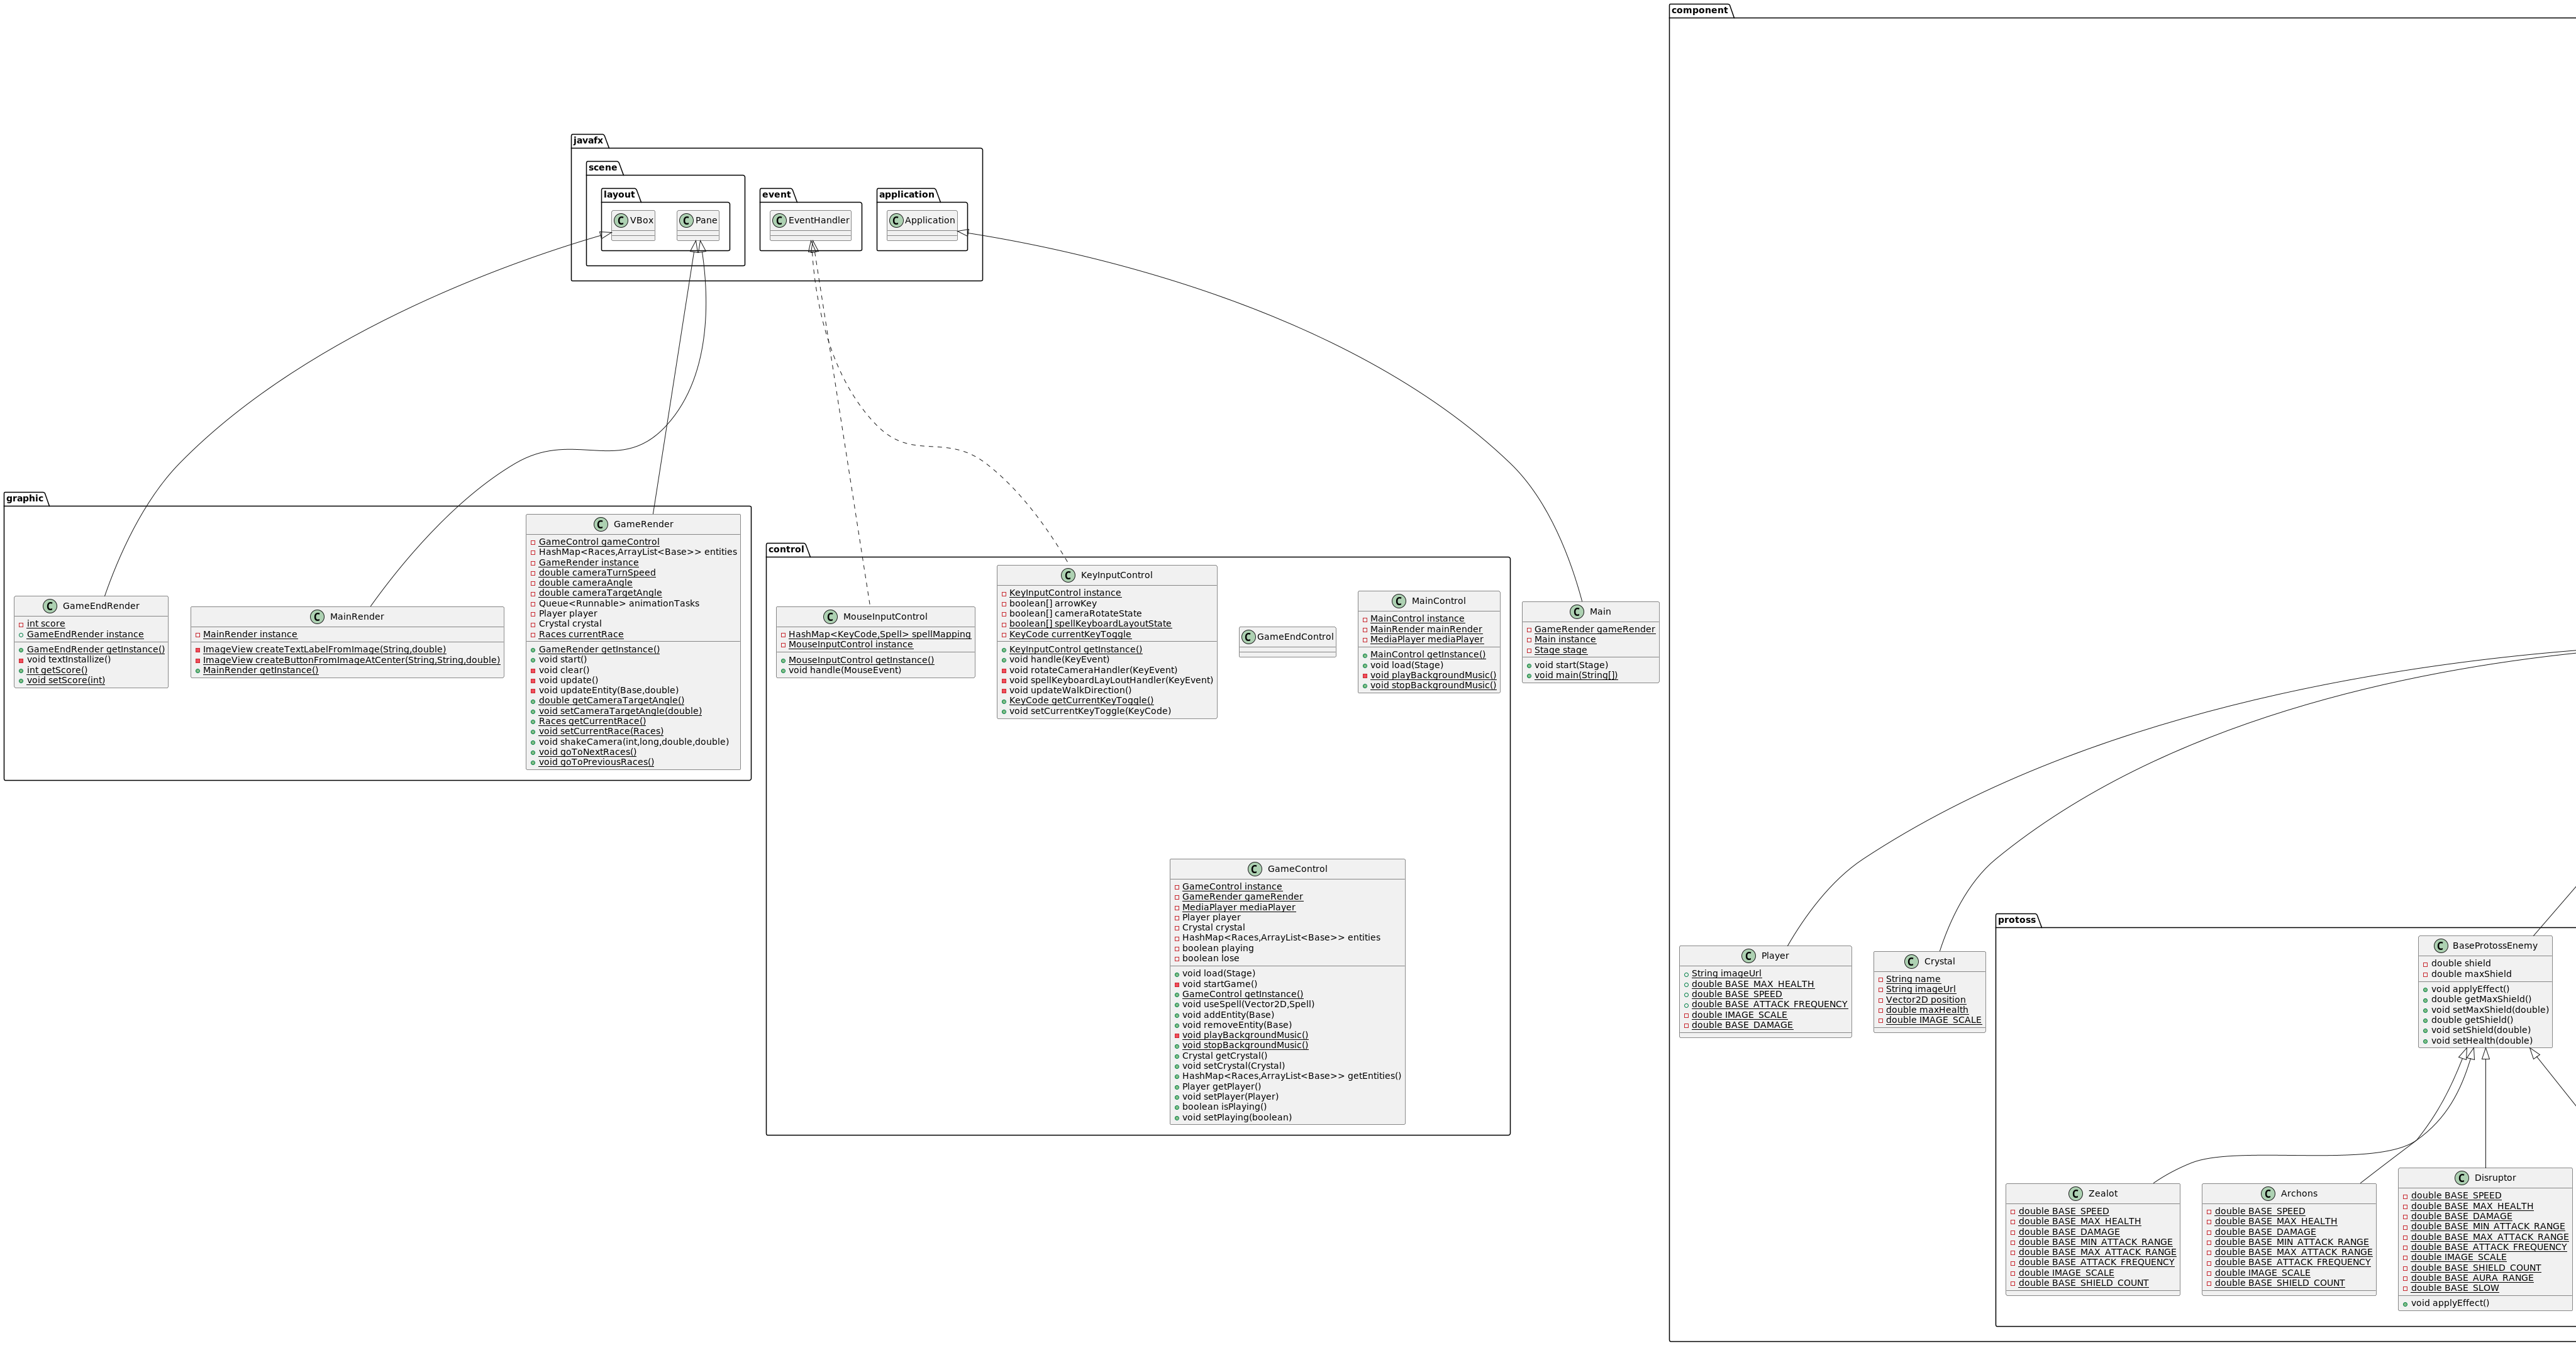 component
javafx
scene
layout
event
application
VBox
Pane
EventHandler
Application
graphic
GameRender
GameControl gameControl
HashMap<Races,ArrayList<Base>> entities
GameRender instance
double cameraTurnSpeed
double cameraAngle
double cameraTargetAngle
Queue<Runnable> animationTasks
Player player
Crystal crystal
Races currentRace
GameRender getInstance()
void start()
void clear()
void update()
void updateEntity(Base,double)
double getCameraTargetAngle()
void setCameraTargetAngle(double)
Races getCurrentRace()
void setCurrentRace(Races)
void shakeCamera(int,long,double,double)
void goToNextRaces()
void goToPreviousRaces()
GameEndRender
int score
GameEndRender instance
GameEndRender getInstance()
void textInstallize()
int getScore()
void setScore(int)
MainRender
MainRender instance
ImageView createTextLabelFromImage(String,double)
ImageView createButtonFromImageAtCenter(String,String,double)
MainRender getInstance()
control
MouseInputControl
HashMap<KeyCode,Spell> spellMapping
MouseInputControl instance
MouseInputControl getInstance()
void handle(MouseEvent)
KeyInputControl
KeyInputControl instance
boolean[] arrowKey
boolean[] cameraRotateState
boolean[] spellKeyboardLayoutState
KeyCode currentKeyToggle
KeyInputControl getInstance()
void handle(KeyEvent)
void rotateCameraHandler(KeyEvent)
void spellKeyboardLayLoutHandler(KeyEvent)
void updateWalkDirection()
KeyCode getCurrentKeyToggle()
void setCurrentKeyToggle(KeyCode)
GameEndControl
MainControl
MainControl instance
MainRender mainRender
MediaPlayer mediaPlayer
MainControl getInstance()
void load(Stage)
void playBackgroundMusic()
void stopBackgroundMusic()
Main
GameRender gameRender
Main instance
Stage stage
void start(Stage)
void main(String[])
GameControl
GameControl instance
GameRender gameRender
MediaPlayer mediaPlayer
Player player
Crystal crystal
HashMap<Races,ArrayList<Base>> entities
boolean playing
boolean lose
void load(Stage)
void startGame()
GameControl getInstance()
void useSpell(Vector2D,Spell)
void addEntity(Base)
void removeEntity(Base)
void playBackgroundMusic()
void stopBackgroundMusic()
Crystal getCrystal()
void setCrystal(Crystal)
HashMap<Races,ArrayList<Base>> getEntities()
Player getPlayer()
void setPlayer(Player)
boolean isPlaying()
void setPlaying(boolean)
Player
String imageUrl
double BASE_MAX_HEALTH
double BASE_SPEED
double BASE_ATTACK_FREQUENCY
double IMAGE_SCALE
double BASE_DAMAGE
Crystal
String name
String imageUrl
Vector2D position
double maxHealth
double IMAGE_SCALE
protoss
BaseProtossEnemy
double shield
double maxShield
void applyEffect()
double getMaxShield()
void setMaxShield(double)
double getShield()
void setShield(double)
void setHealth(double)
Zealot
double BASE_SPEED
double BASE_MAX_HEALTH
double BASE_DAMAGE
double BASE_MIN_ATTACK_RANGE
double BASE_MAX_ATTACK_RANGE
double BASE_ATTACK_FREQUENCY
double IMAGE_SCALE
double BASE_SHIELD_COUNT
Archons
double BASE_SPEED
double BASE_MAX_HEALTH
double BASE_DAMAGE
double BASE_MIN_ATTACK_RANGE
double BASE_MAX_ATTACK_RANGE
double BASE_ATTACK_FREQUENCY
double IMAGE_SCALE
double BASE_SHIELD_COUNT
Disruptor
double BASE_SPEED
double BASE_MAX_HEALTH
double BASE_DAMAGE
double BASE_MIN_ATTACK_RANGE
double BASE_MAX_ATTACK_RANGE
double BASE_ATTACK_FREQUENCY
double IMAGE_SCALE
double BASE_SHIELD_COUNT
double BASE_AURA_RANGE
double BASE_SLOW
void applyEffect()